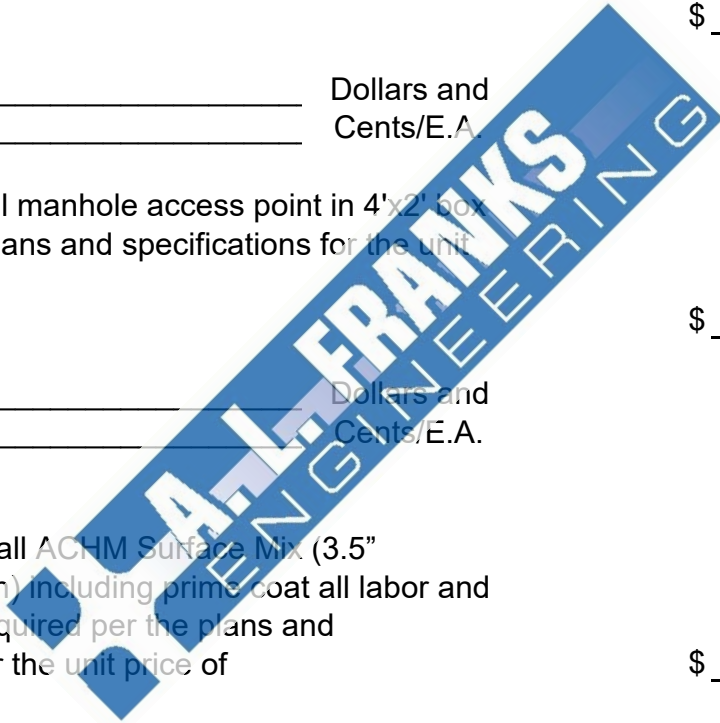 $
Dollars and
Cents/E.A.
l manhole access point in 4'x2' box
ans and specifications for the unit
$
Dollars and
Cents/E.A.
all ACHM Surface Mix (3.5”
n) including prime coat all labor and
quired per the plans and
r the unit price of
$
A. L. FRANKS
ENGINEERING